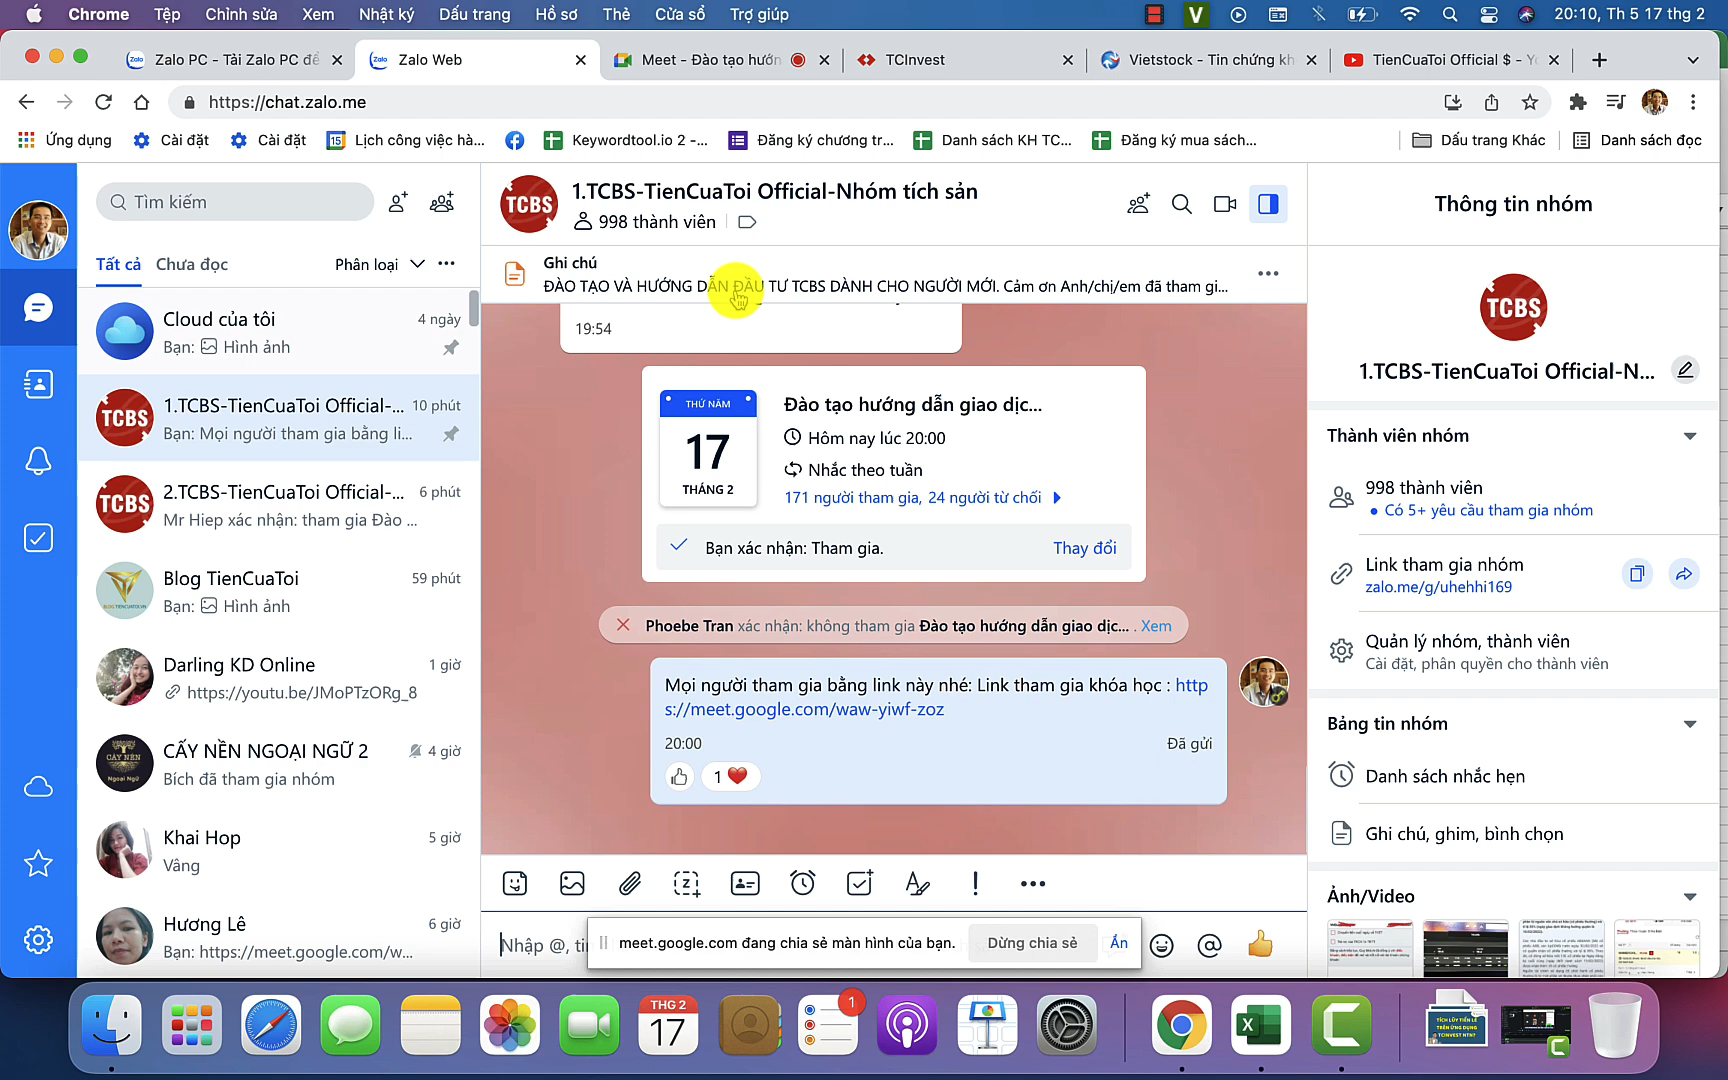 Chrome Tệp Chỉnh sửa Xem Nhật ký Dấu trang Hồ sơ Thẻ Cửa sổ Trợ giúp
20:10, Th 5 17 thg 2
Zalo PC - Tải Zalo PC để
Zalo Web
Meet - Đào tạo hướn
TCInvest
Vietstock - Tin chứng kh
TienCuaToi Official $ - Yo
https://chat.zalo.me
Ứng dụng
Cài đặt
Cài đặt
Lịch công việc hà...
Keywordtool.io 2 -...
Đăng ký chương tr...
Danh sách KH TC...
Đăng ký mua sách...
Dấu trang Khác
Danh sách đọc
Tìm kiếm
Tất cả Chưa đọc
Phân loại
Cloud của tôi
4 ngày
Bạn: Hình ảnh
TCBS
1.TCBS-TienCuaToi Official-...
10 phút
Bạn: Mọi người tham gia bằng li...
TCBS
2.TCBS-TienCuaToi Official-...
6 phút
Mr Hiep xác nhận: tham gia Đào ...
Blog TienCuaToi
59 phút
Bạn: Hình ảnh
Darling KD Online
1 giờ
https://youtu.be/JMoPTzORg_8
CẤY NỀN NGOẠI NGỮ 2
4 giờ
Bích đã tham gia nhóm
Khai Hop
5 giờ
Vâng
Hương Lê
6 giờ
Bạn: https://meet.google.com/w...
TCBS
1.TCBS-TienCuaToi Official-Nhóm tích sản
998 thành viên
Ghi chú
ĐÀO TẠO VÀ HƯỚNG DẪN ĐẦU TƯ TCBS DÀNH CHO NGƯỜI MỚI. Cảm ơn Anh/chị/em đã tham gi...
19:54
THỨ NĂM
17
THÁNG 2
Đào tạo hướng dẫn giao dịc...
Hôm nay lúc 20:00
Nhắc theo tuần
171 người tham gia, 24 người từ chối
Bạn xác nhận: Tham gia.
Thay đổi
Phoebe Tran xác nhận: không tham gia Đào tạo hướng dẫn giao dịc... . Xem
Mọi người tham gia bằng link này nhé: Link tham gia khóa học : http
s://meet.google.com/waw-yiwf-zoz
20:00
Đã gửi
1
Nhập @, ti
meet.google.com đang chia sẻ màn hình của bạn.
Dừng chia sẻ
Ẩn
Thông tin nhóm
TCBS
1.TCBS-TienCuaToi Official-N...
Thành viên nhóm
998 thành viên
Có 5+ yêu cầu tham gia nhóm
Link tham gia nhóm
zalo.me/g/uhehhi169
Quản lý nhóm, thành viên
Cài đặt, phân quyền cho thành viên
Bảng tin nhóm
Danh sách nhắc hẹn
Ghi chú, ghim, bình chọn
Ảnh/Video
THG 2
17
1
TÍCH LŨY TIỀN LẺ
TRÊN ỨNG DỤNG